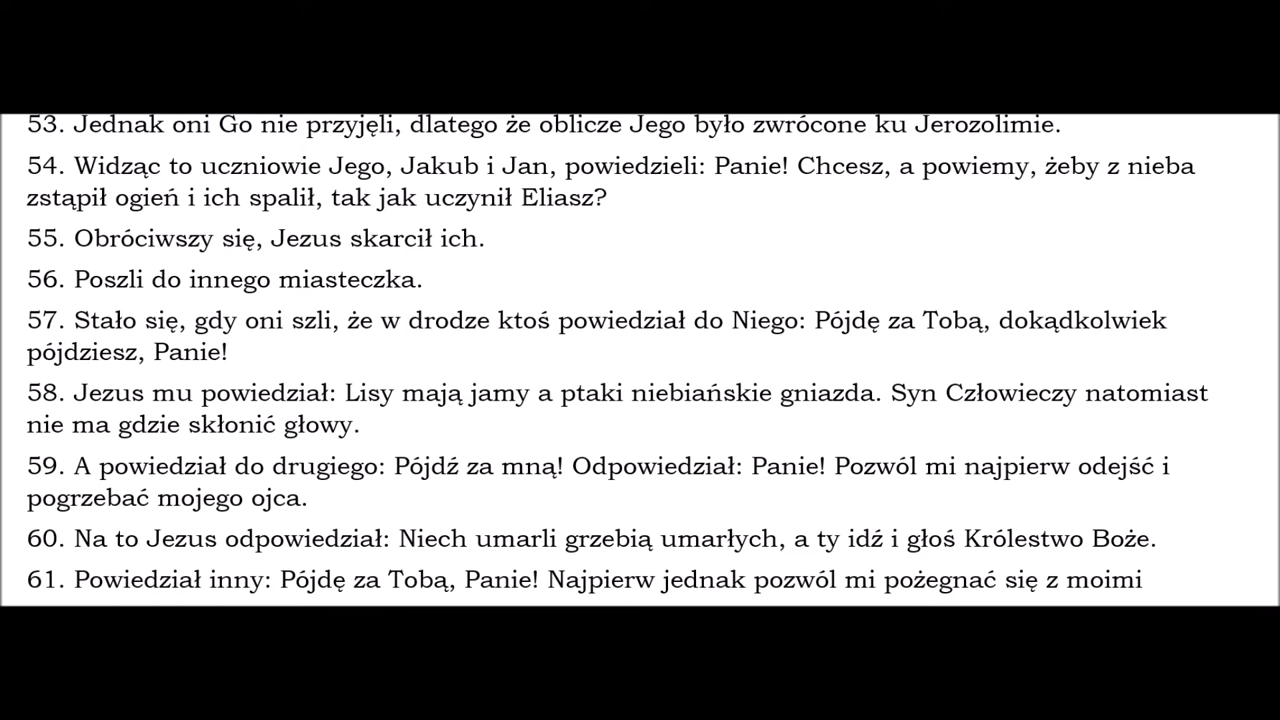 53. Jednak oni Go nie przyjęli, dlatego że oblicze Jego było zwrócone ku Jerozolimie.
54. Widząc to uczniowie Jego, Jakub i Jan, powiedzieli: Panie! Chcesz, a powiemy, żeby z nieba
zstąpił ogień i ich spalił, tak jak uczynił Eliasz?
55. Obróciwszy się, Jezus skarcił ich.
56. Poszli do innego miasteczka.
57. Stało się, gdy oni szli, że w drodze ktoś powiedział do Niego: Pójdę za Tobą, dokądkolwiek
pójdziesz, Panie!
58. Jezus mu powiedział: Lisy mają jamy a ptaki niebiańskie gniazda. Syn Człowieczy natomiast
nie ma gdzie skłonić głowy.
59. A powiedział do drugiego: Pójdź za mną! Odpowiedział: Panie! Pozwól mi najpierw odejść i
pogrzebać mojego ojca.
60. Na to Jezus odpowiedział: Niech umarli grzebią umarłych, a ty idź i głoś Królestwo Boże.
61. Powiedział inny: Pójdę za Tobą, Panie! Najpierw jednak pozwól mi pożegnać się z moimi